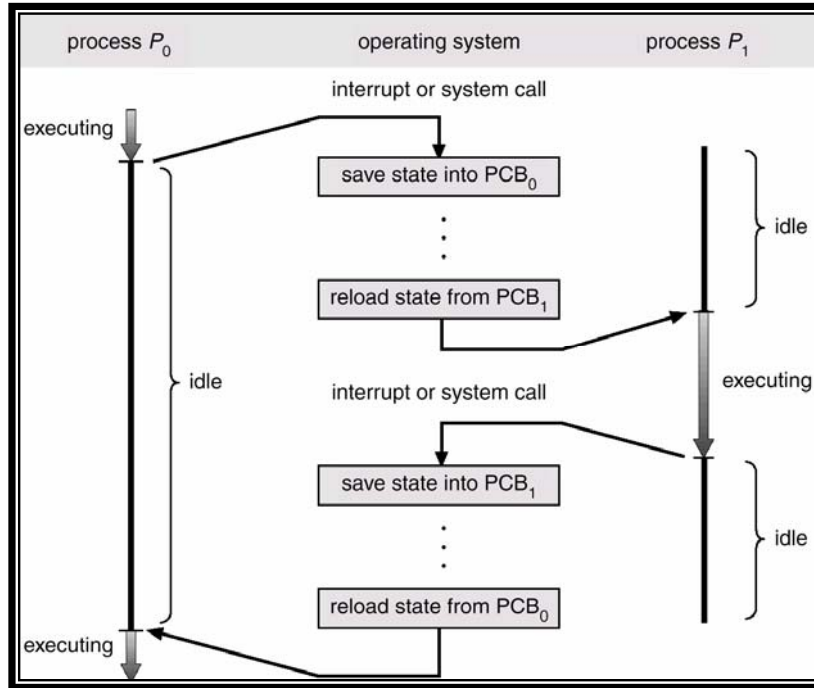 process P0 operating system process P1
interrupt or system call
executing
save state into PCB0
idle
reload state from PCB1
idle
executing
interrupt or system call
save state into PCB1
idle
reload state from PCB0
executing